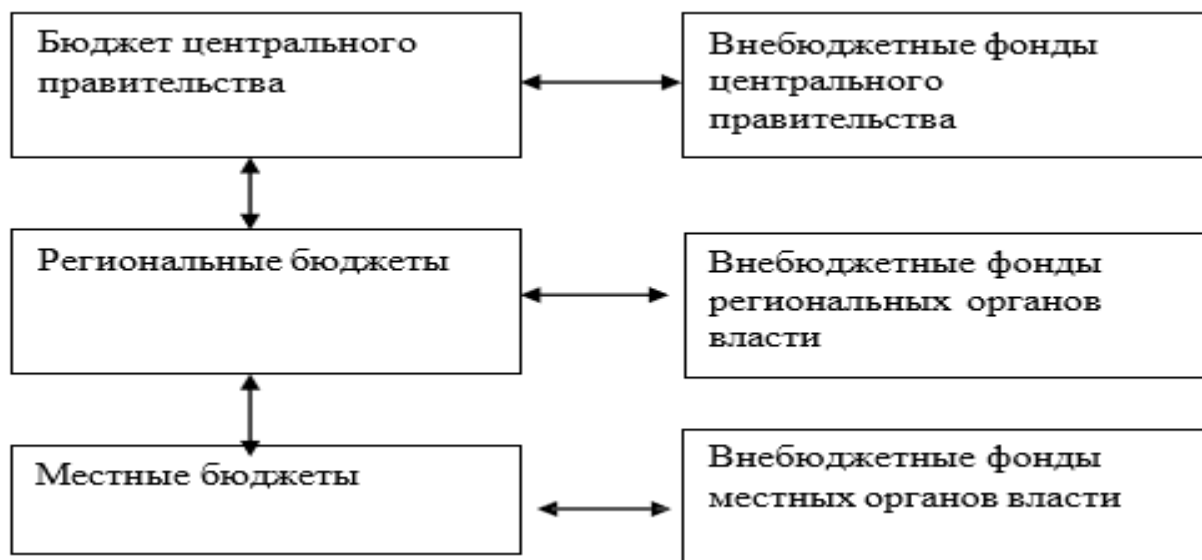 Бюджет центрального
правительства
Внебюджетные фонды
центрального
правительства
Региональные бюджеты
Внебюджетные фонды
региональных органов
власти
Местные бюджеты
Внебюджетные фонды
местных органов власти